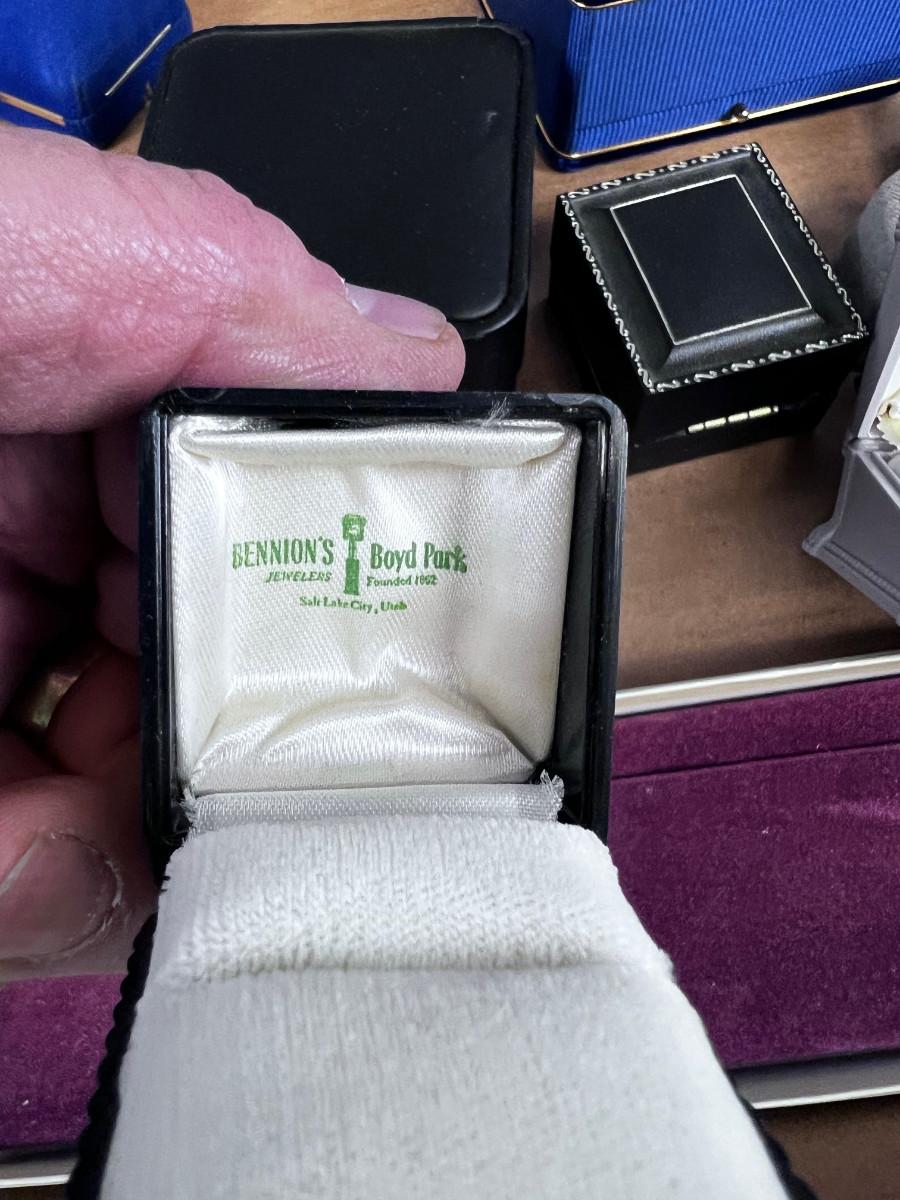 BENNION'S Boyd Park
JEWELERS Founded 1862
Salt Lake City, Utah